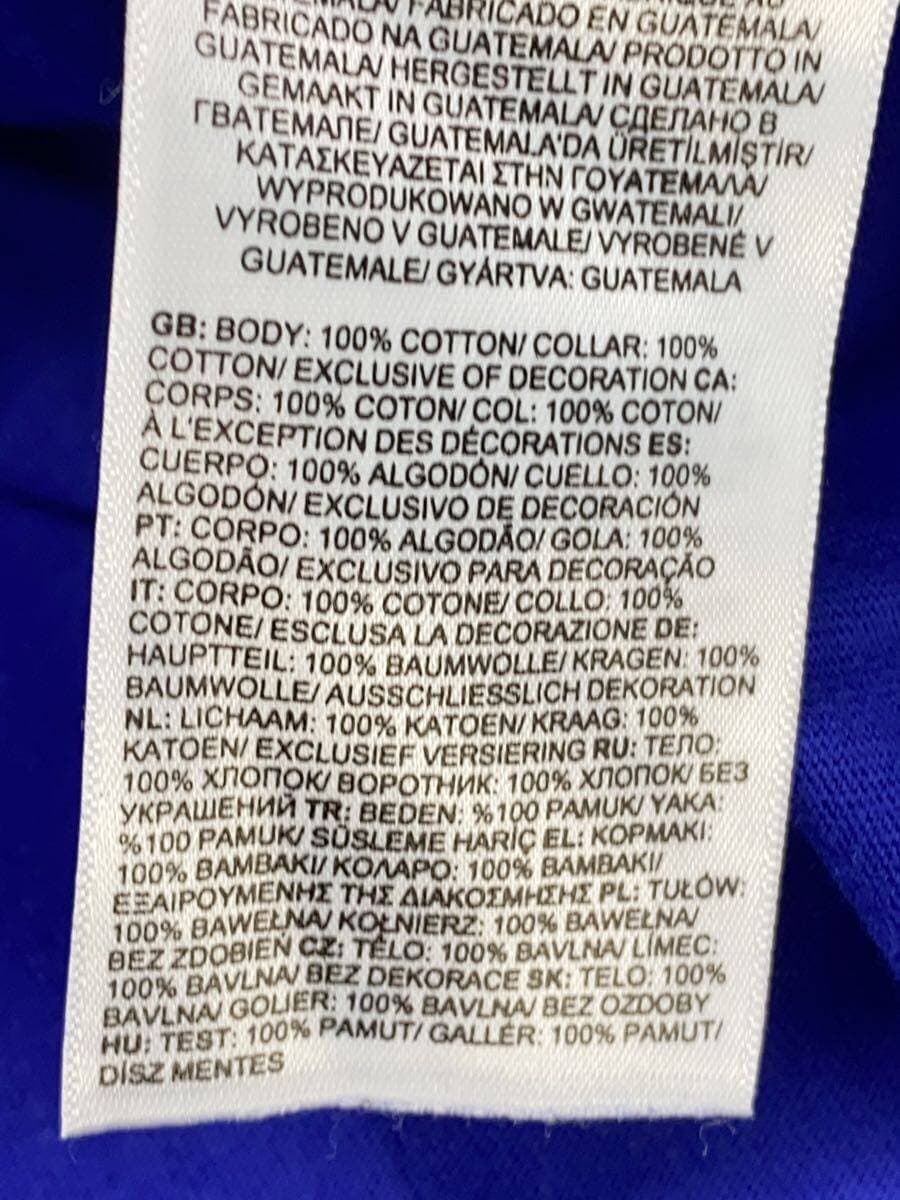 FABRICADO EN GUATEMALA/
FABRICADO NA GUATEMALA/ PRODOTTO IN
GUATEMALA/ HERGESTELLT IN GUATEMALA/
GEMAAKT IN GUATEMALA/ СДЕЛАНО В
ГВАТЕМАЛЕ/ GUATEMALA'DA ÜRETİLMİŞTİR/
ΚΑΤΑΣΚΕΥΑΖΕΤΑΙ ΣΤΗΝ ΓΟΥΑΤΕΜΑΛΑ/
WYPRODUKOWANO W GWATEMALI/
VYROBENO V GUATEMALE/ VYROBENÉ V
GUATEMALE/ GYÁRTVA: GUATEMALA
GB: BODY: 100% COTTON/ COLLAR: 100%
COTTON/ EXCLUSIVE OF DECORATION CA:
CORPS: 100% COTON/ COL: 100% COTON/
À L'EXCEPTION DES DÉCORATIONS ES:
CUERPO: 100% ALGODÓN/ CUELLO: 100%
ALGODÓN/ EXCLUSIVO DE DECORACIÓN
PT: CORPO: 100% ALGODÃO/ GOLA: 100%
ALGODÃO/ EXCLUSIVO PARA DECORAÇÃO
IT: CORPO: 100% COTONE/ COLLO: 100%
COTONE/ ESCLUSA LA DECORAZIONE DE:
HAUPTTEIL: 100% BAUMWOLLE/ KRAGEN: 100%
BAUMWOLLE/ AUSSCHLIESSLICH DEKORATION
NL: LICHAAM: 100% KATOEN/ KRAAG: 100%
KATOEN/ EXCLUSIEF VERSIERING RU: ТЕЛО:
100% ХЛОПОК/ ВОРОТНИК: 100% ХЛОПОК/ БЕЗ
УКРАШЕНИЙ TR: BEDEN: %100 PAMUK/ YAKA:
%100 PAMUK/ SÜSLEME HARİÇ EL: ΚΟΡΜΑΚΙ:
100% ΒΑΜΒΑΚΙ/ ΚΟΛΑΡΟ: 100% ΒΑΜΒΑΚΙ/
ΕΞΑΙΡΟΥΜΕΝΗΣ ΤΗΣ ΔΙΑΚΟΣΜΗΣΗΣ PL: TUŁÓW:
100% BAWEŁNA/ KOŁNIERZ: 100% BAWEŁNA/
BEZ ZDOBIEŃ CZ: TĚLO: 100% BAVLNA/ LÍMEC:
100% BAVLNA/ BEZ DEKORACE SK: TELO: 100%
BAVLNA/ GOLIER: 100% BAVLNA/ BEZ OZDOBY
HU: TEST: 100% PAMUT/ GALLÉR: 100% PAMUT/
DÍSZ MENTES